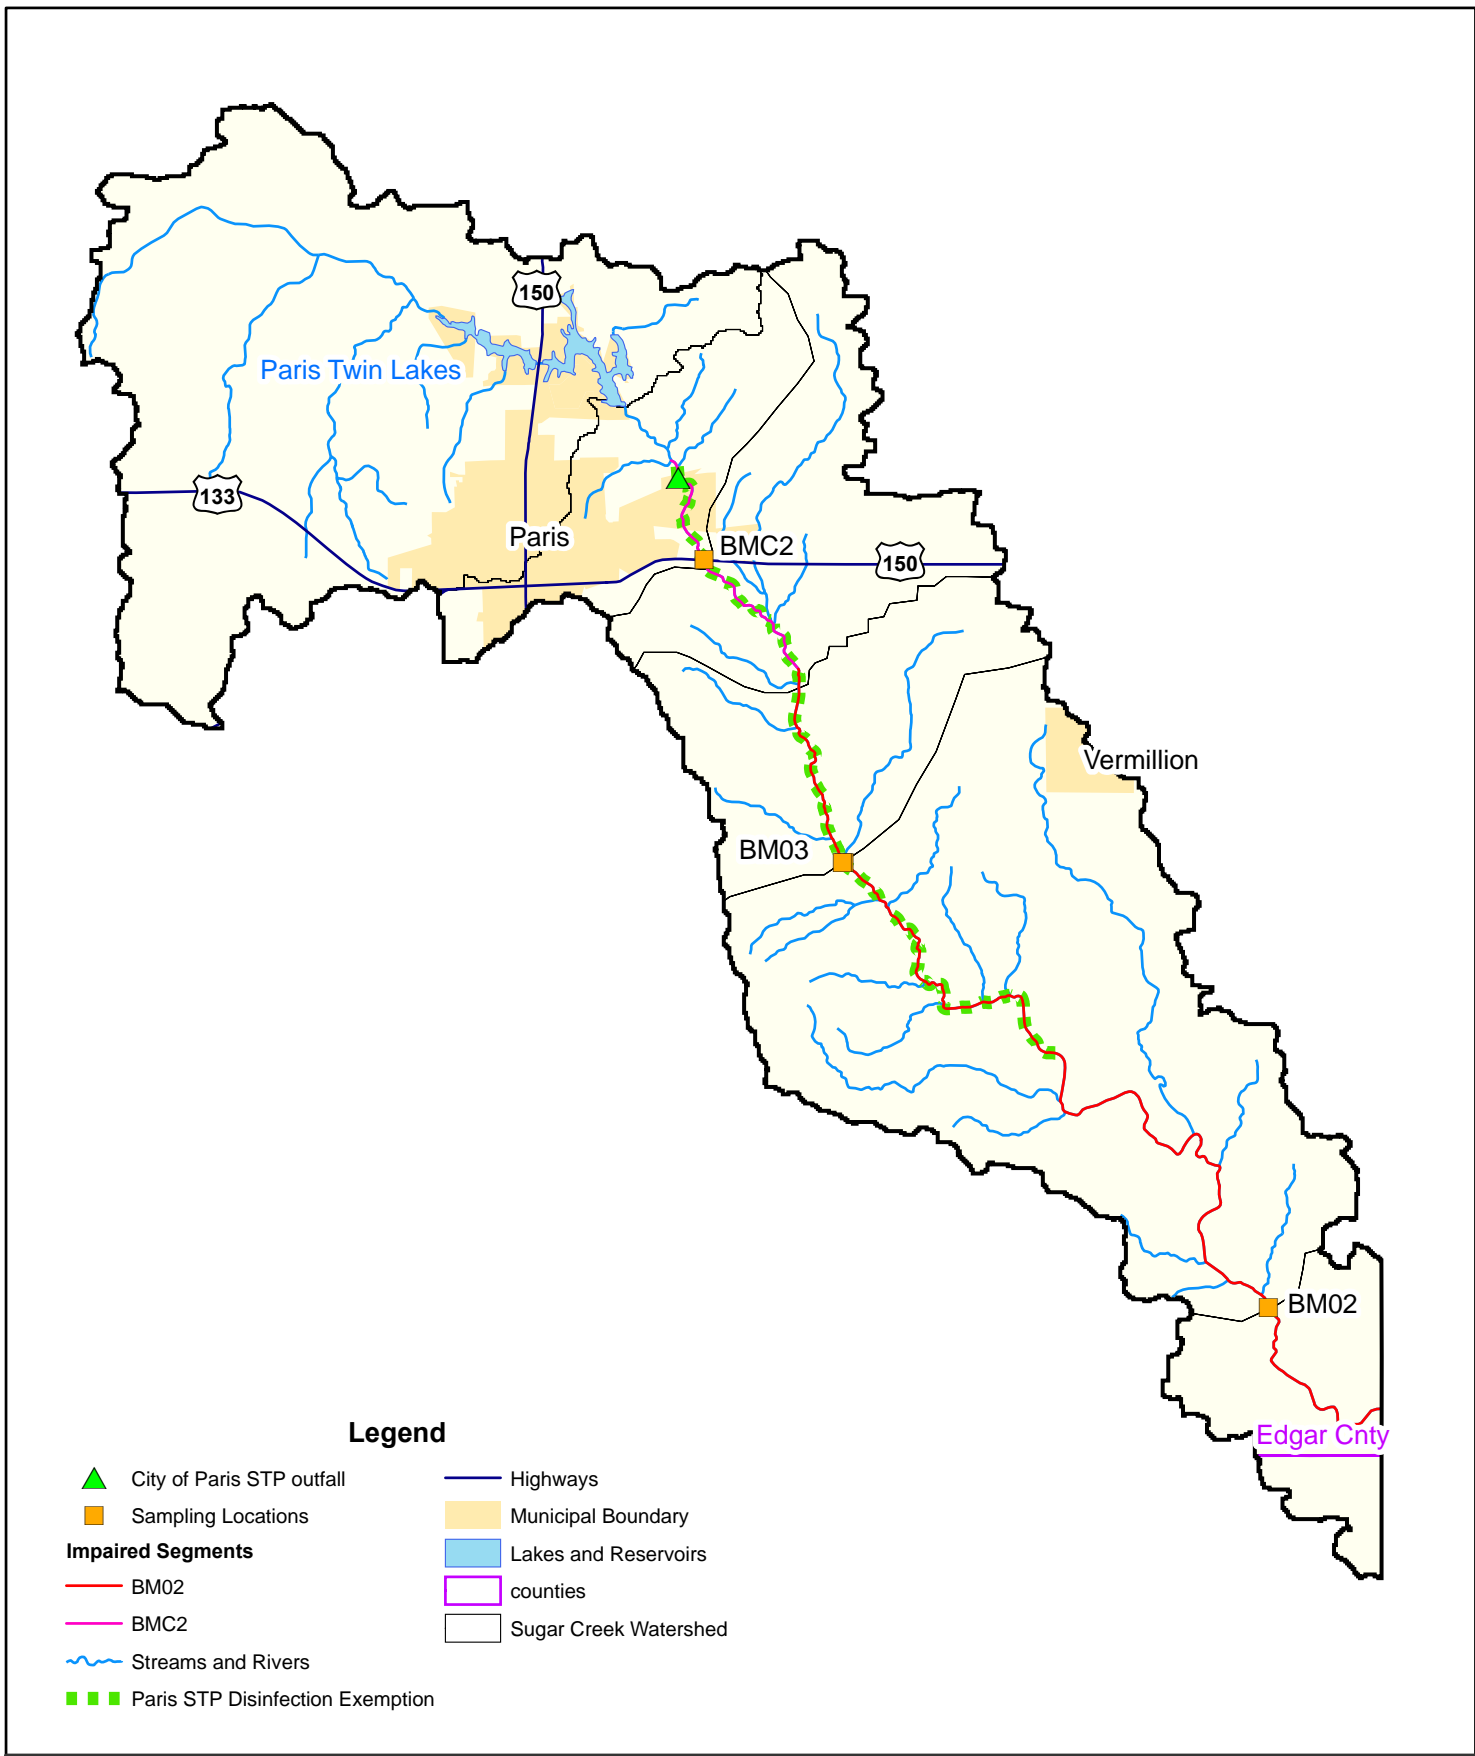 150
Paris Twin Lakes
133
Paris
BMC2
150
Vermillion
BM03
BM02
Edgar Cnty
Legend
City of Paris STP outfall
Sampling Locations
Impaired Segments
BM02
BMC2
Streams and Rivers
Paris STP Disinfection Exemption
Highways
Municipal Boundary
Lakes and Reservoirs
counties
Sugar Creek Watershed